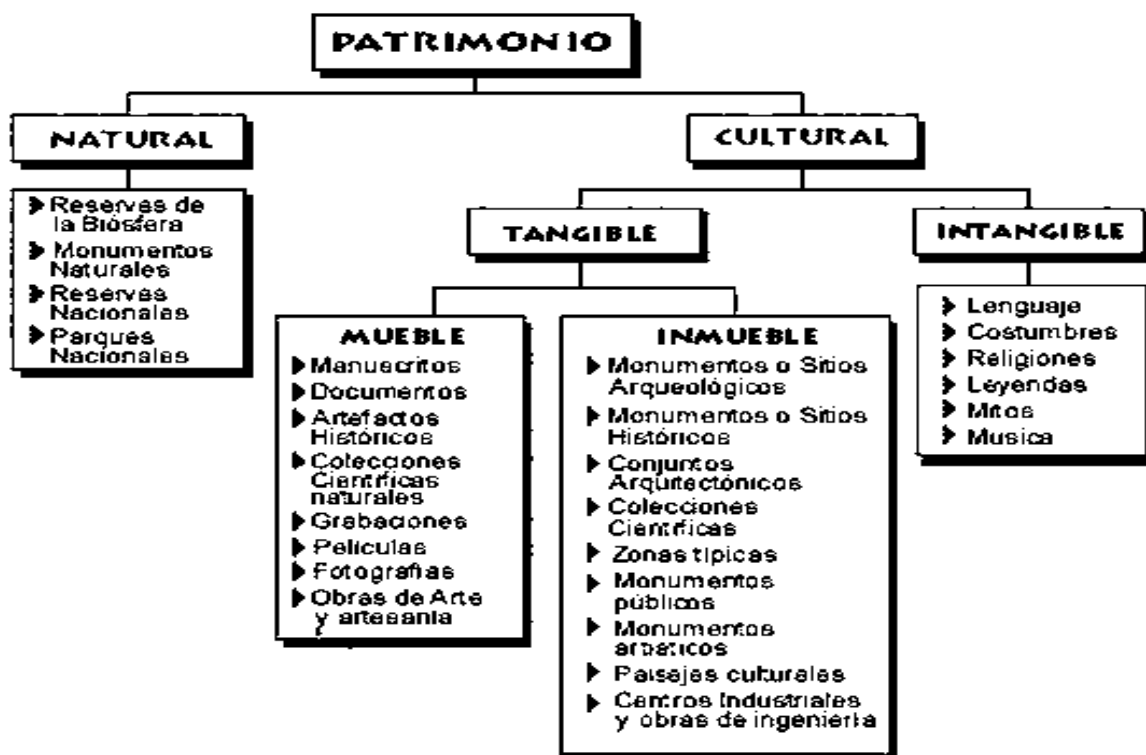 PATRIMONIO
NATURAL
Reservas de
la Biósfera
Monumentos
Naturales
Reservas
Nacionales
Parques
Nacionales
CULTURAL
TANGIBLE
MUEBLE
Manuscritos
Documentos
Artefactos
Históricos
Colecciones
Científicas
naturales
Grabaciones
Películas
Fotografías
Obras de Arte
y artesanía
INMUEBLE
Monumentos o Sitios
Arqueológicos
Monumentos o Sitios
Históricos
Conjuntos
Arquitectónicos
Colecciones
Científicas
Zonas típicas
Monumentos
públicos
Monumentos
Paisajes culturales
Centros Industriales
y obras de ingeniería
INTANGIBLE
Lenguaje
Costumbres
Religiones
Leyendas
Mitos
Musica